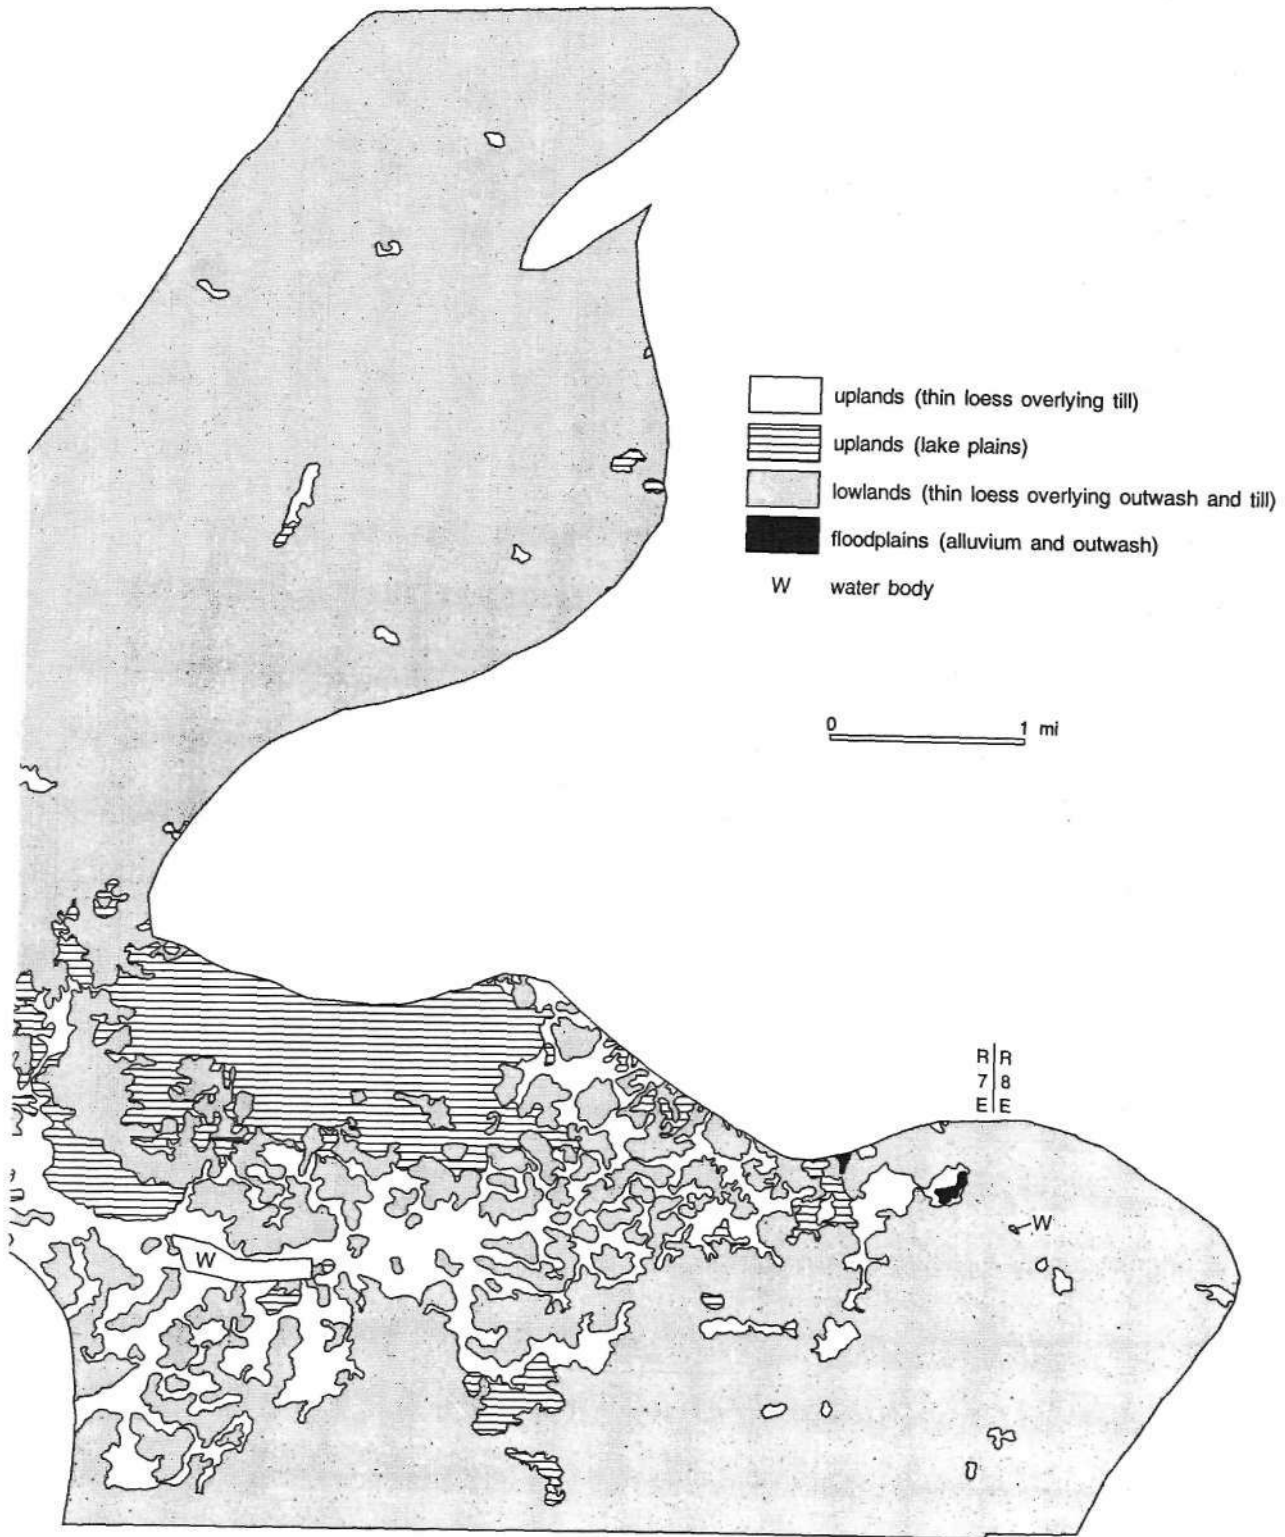 uplands (thin loess overlying till)
uplands (lake plains)
lowlands (thin loess overlying outwash and till)
floodplains (alluvium and outwash)
W water body
0 1 mi
R R
7 8
E E
W
W